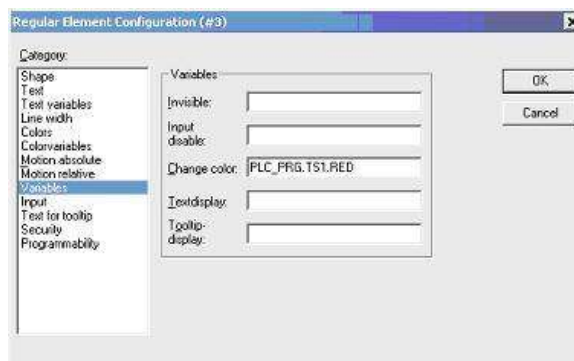 Regular Element Configuration (#3)
Category:
Shape
Text
Text variables
Line width
Colors
Colorvariables
Motion absolute
Motion relative
Variables
Input
Text for tooltip
Security
Programmability
Variables
Invisible:
Input
disable:
Change color: PLC_PRG.TS1.RED
Textdisplay:
Tooltip-
display:
OK
Cancel